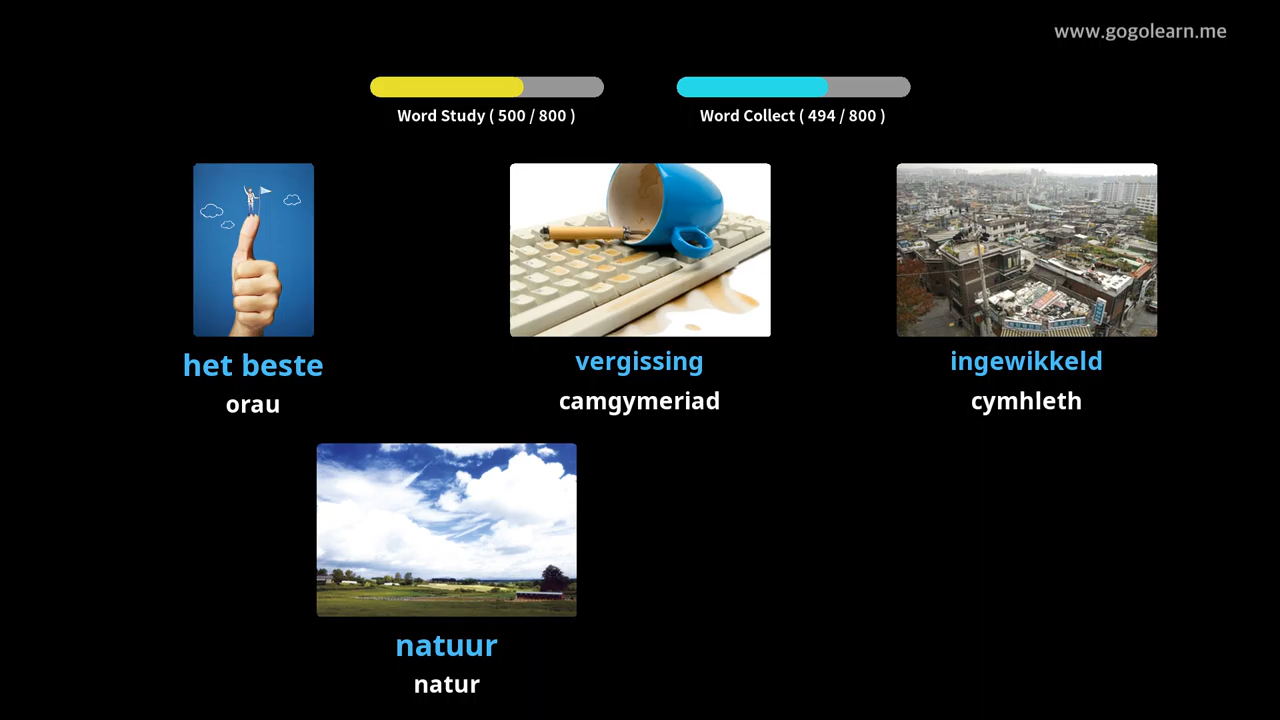 www.gogolearn.me
Word Study ( 500 / 800 )
Word Collect ( 494 / 800 )
het beste
orau
vergissing
camgymeriad
ingewikkeld
cymhleth
natuur
natur